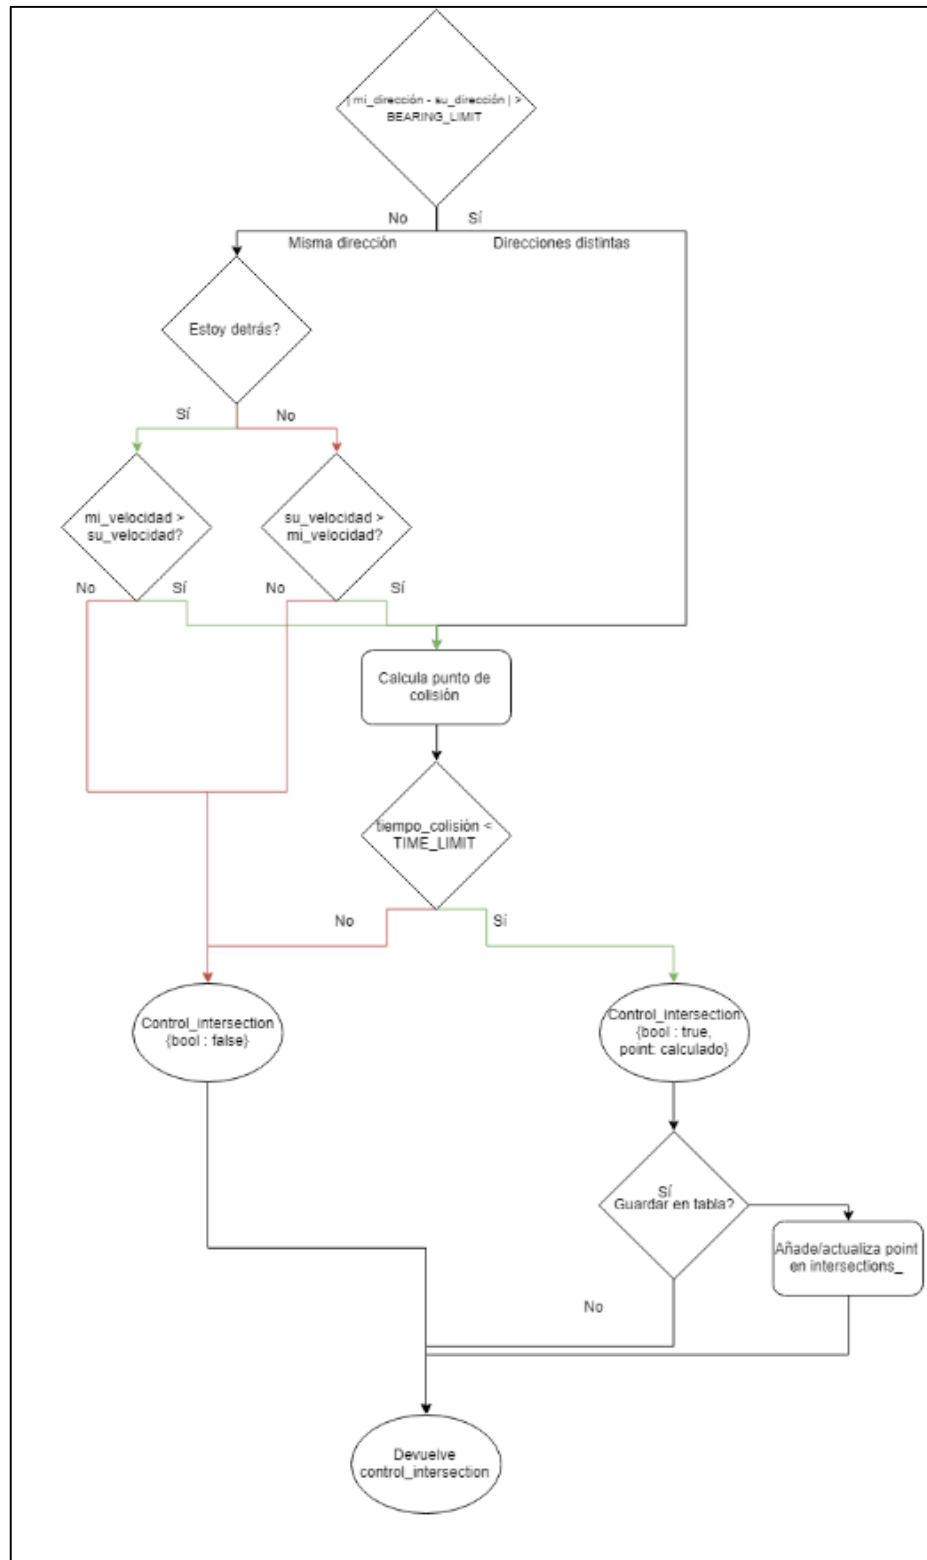 | mi_dirección - su_dirección | >
BEARING_LIMIT
No
Sí
Misma dirección
Direcciones distintas
Estoy detrás?
Sí
No
mi_velocidad >
su_velocidad?
su_velocidad >
mi_velocidad?
No
Sí
No
Sí
Calcula punto de
colisión
tiempo_colisión <
TIME_LIMIT
No
Sí
Control_intersection
{bool : false}
Control_intersection
{bool : true,
point: calculado}
Sí
Guardar en tabla?
Añade/actualiza point
en intersections_
No
Devuelve
control_intersection